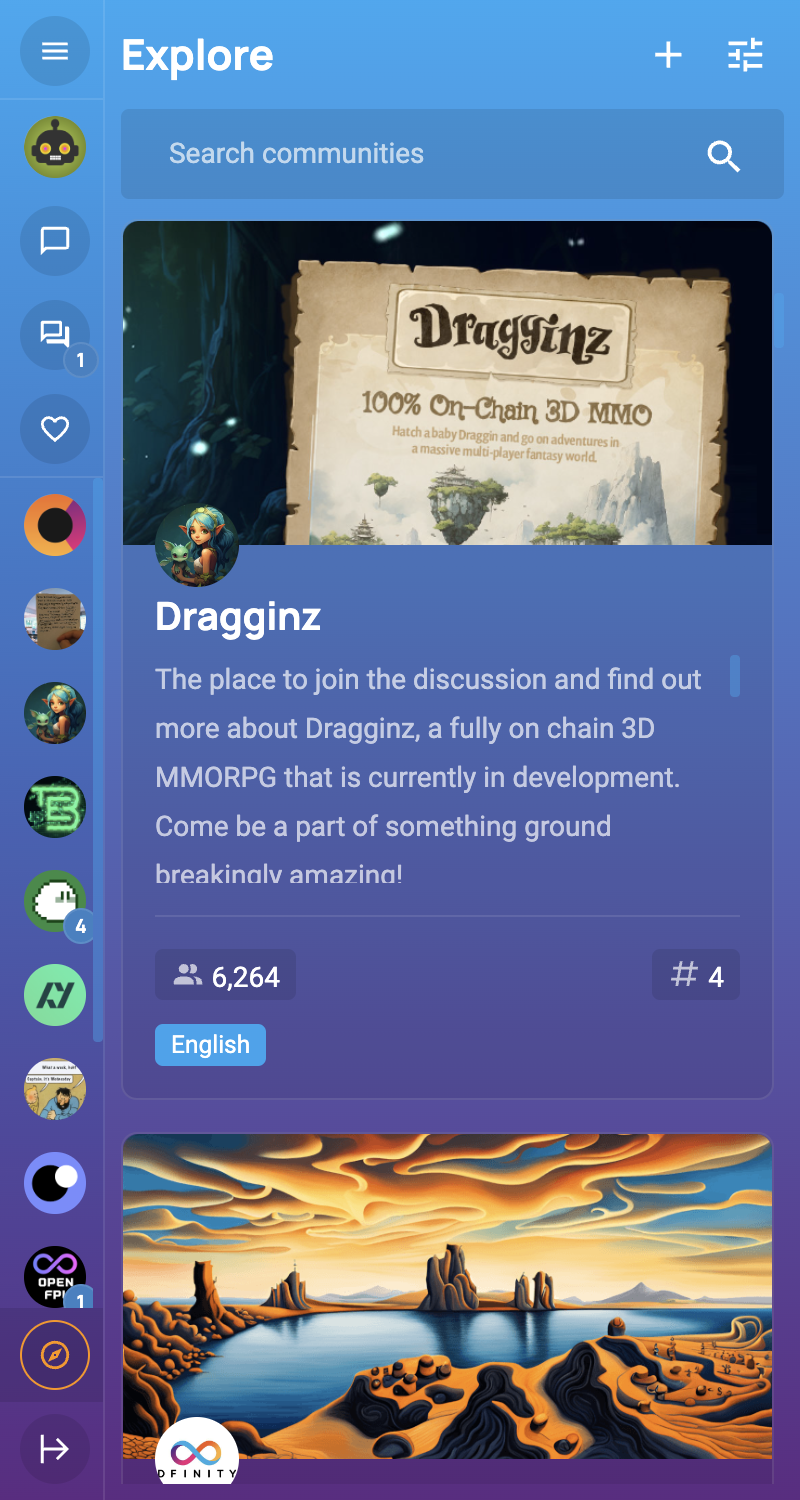 Explore
Search communities
1
4
What a week, huh?
Captain, it's Wednesday
OPEN
FPL
1
Dragginz
100% On-Chain 3D MMO
Hatch a baby Draggin and go on adventures in
a massive multi-player fantasy world.
Dragginz
The place to join the discussion and find out
more about Dragginz, a fully on chain 3D
MMORPG that is currently in development.
Come be a part of something ground
breakingly amazing!
6,264
# 4
English
DFINITY